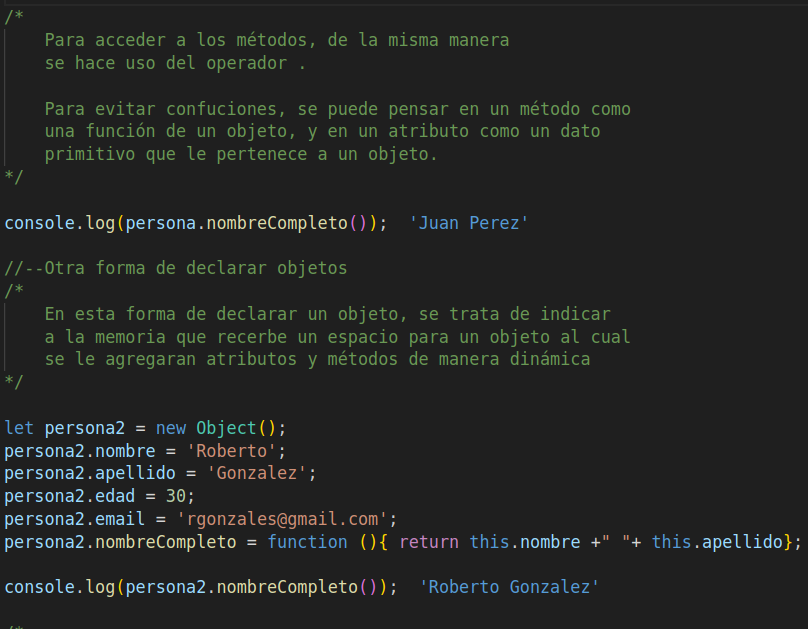 /*
Para acceder a los métodos, de la misma manera
se hace uso del operador .
Para evitar confuciones, se puede pensar en un método como
una función de un objeto, y en un atributo como un dato
primitivo que le pertenece a un objeto.
*/
console.log(persona.nombreCompleto());  'Juan Perez'
//--Otra forma de declarar objetos
/*
En esta forma de declarar un objeto, se trata de indicar
a la memoria que recerbe un espacio para un objeto al cual
se le agregaran atributos y métodos de manera dinámica
*/
let persona2 = new Object();
persona2.nombre = 'Roberto';
persona2.apellido = 'Gonzalez';
persona2.edad = 30;
persona2.email = 'rgonzales@gmail.com';
persona2.nombreCompleto = function (){ return this.nombre +" "+ this.apellido};
console.log(persona2.nombreCompleto());  'Roberto Gonzalez'
/*